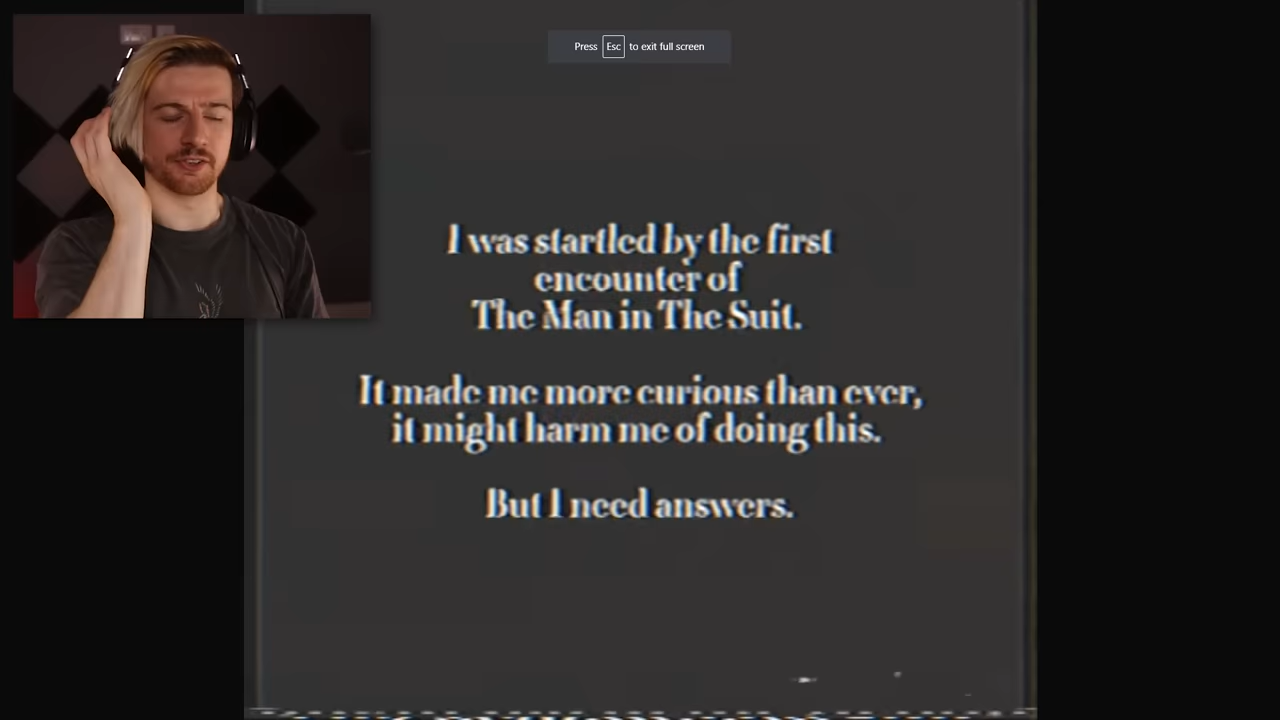 Press Esc to exit full screen
I was startled by the first
encounter of
The Man in The Suit.
It made me more curious than ever,
it might harm me of doing this.
But I need answers.